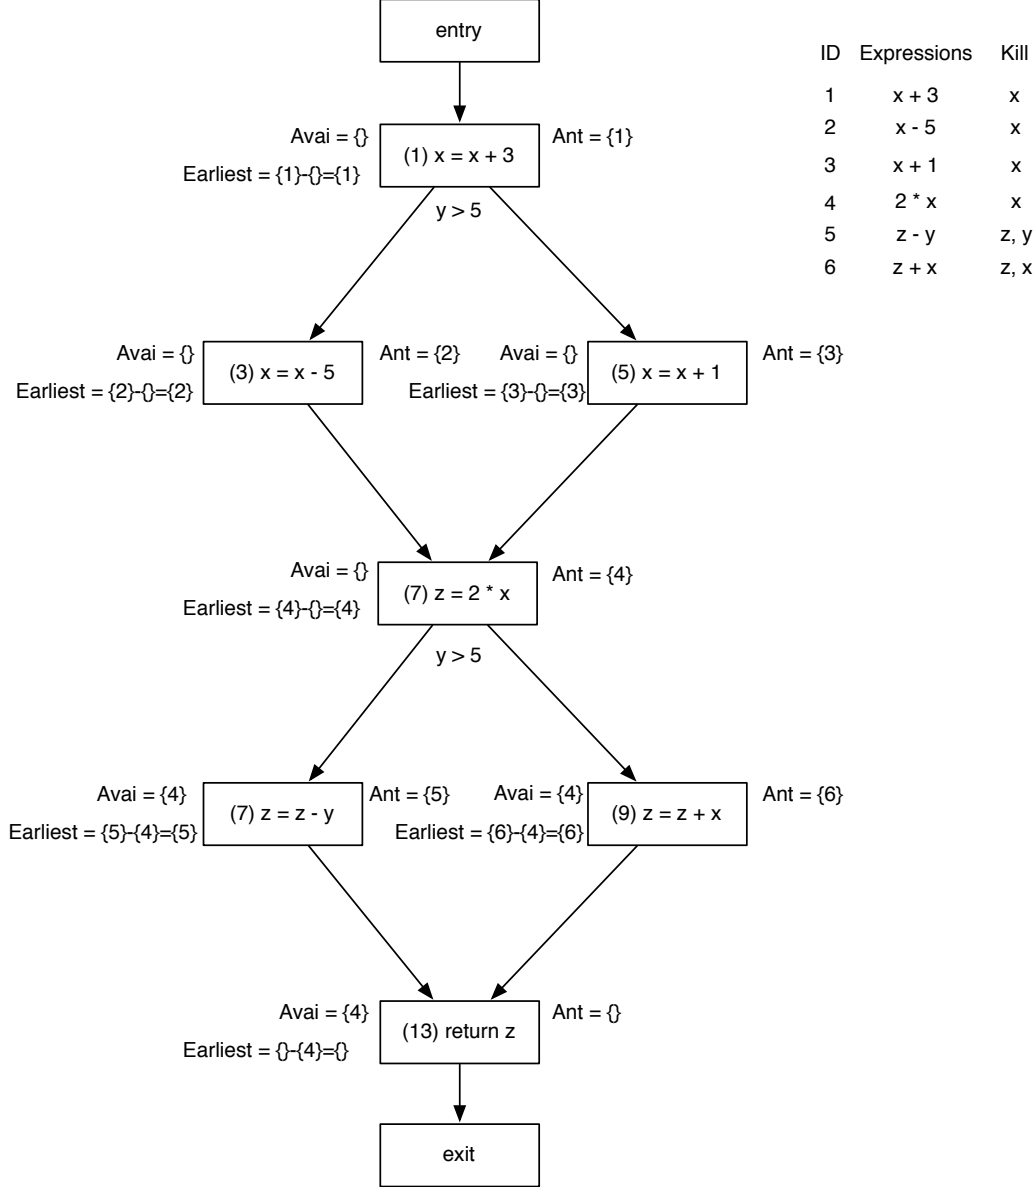 entry
ID Expressions Kill
1 x + 3 x
2 x - 5 x
3 x + 1 x
4 2 * x x
5 z - y z, y
6 z + x z, x
Avai = {}
Earliest = {1}-{}={1}
(1) x = x + 3
Ant = {1}
y > 5
Avai = {}
Earliest = {2}-{}={2}
(3) x = x - 5
Ant = {2}
Avai = {}
Earliest = {3}-{}={3}
(5) x = x + 1
Ant = {3}
Avai = {}
Earliest = {4}-{}={4}
(7) z = 2 * x
Ant = {4}
y > 5
Avai = {4}
Earliest = {5}-{4}={5}
(7) z = z - y
Ant = {5}
Avai = {4}
Earliest = {6}-{4}={6}
(9) z = z + x
Ant = {6}
Avai = {4}
Earliest = {}-{4}={}
(13) return z
Ant = {}
exit